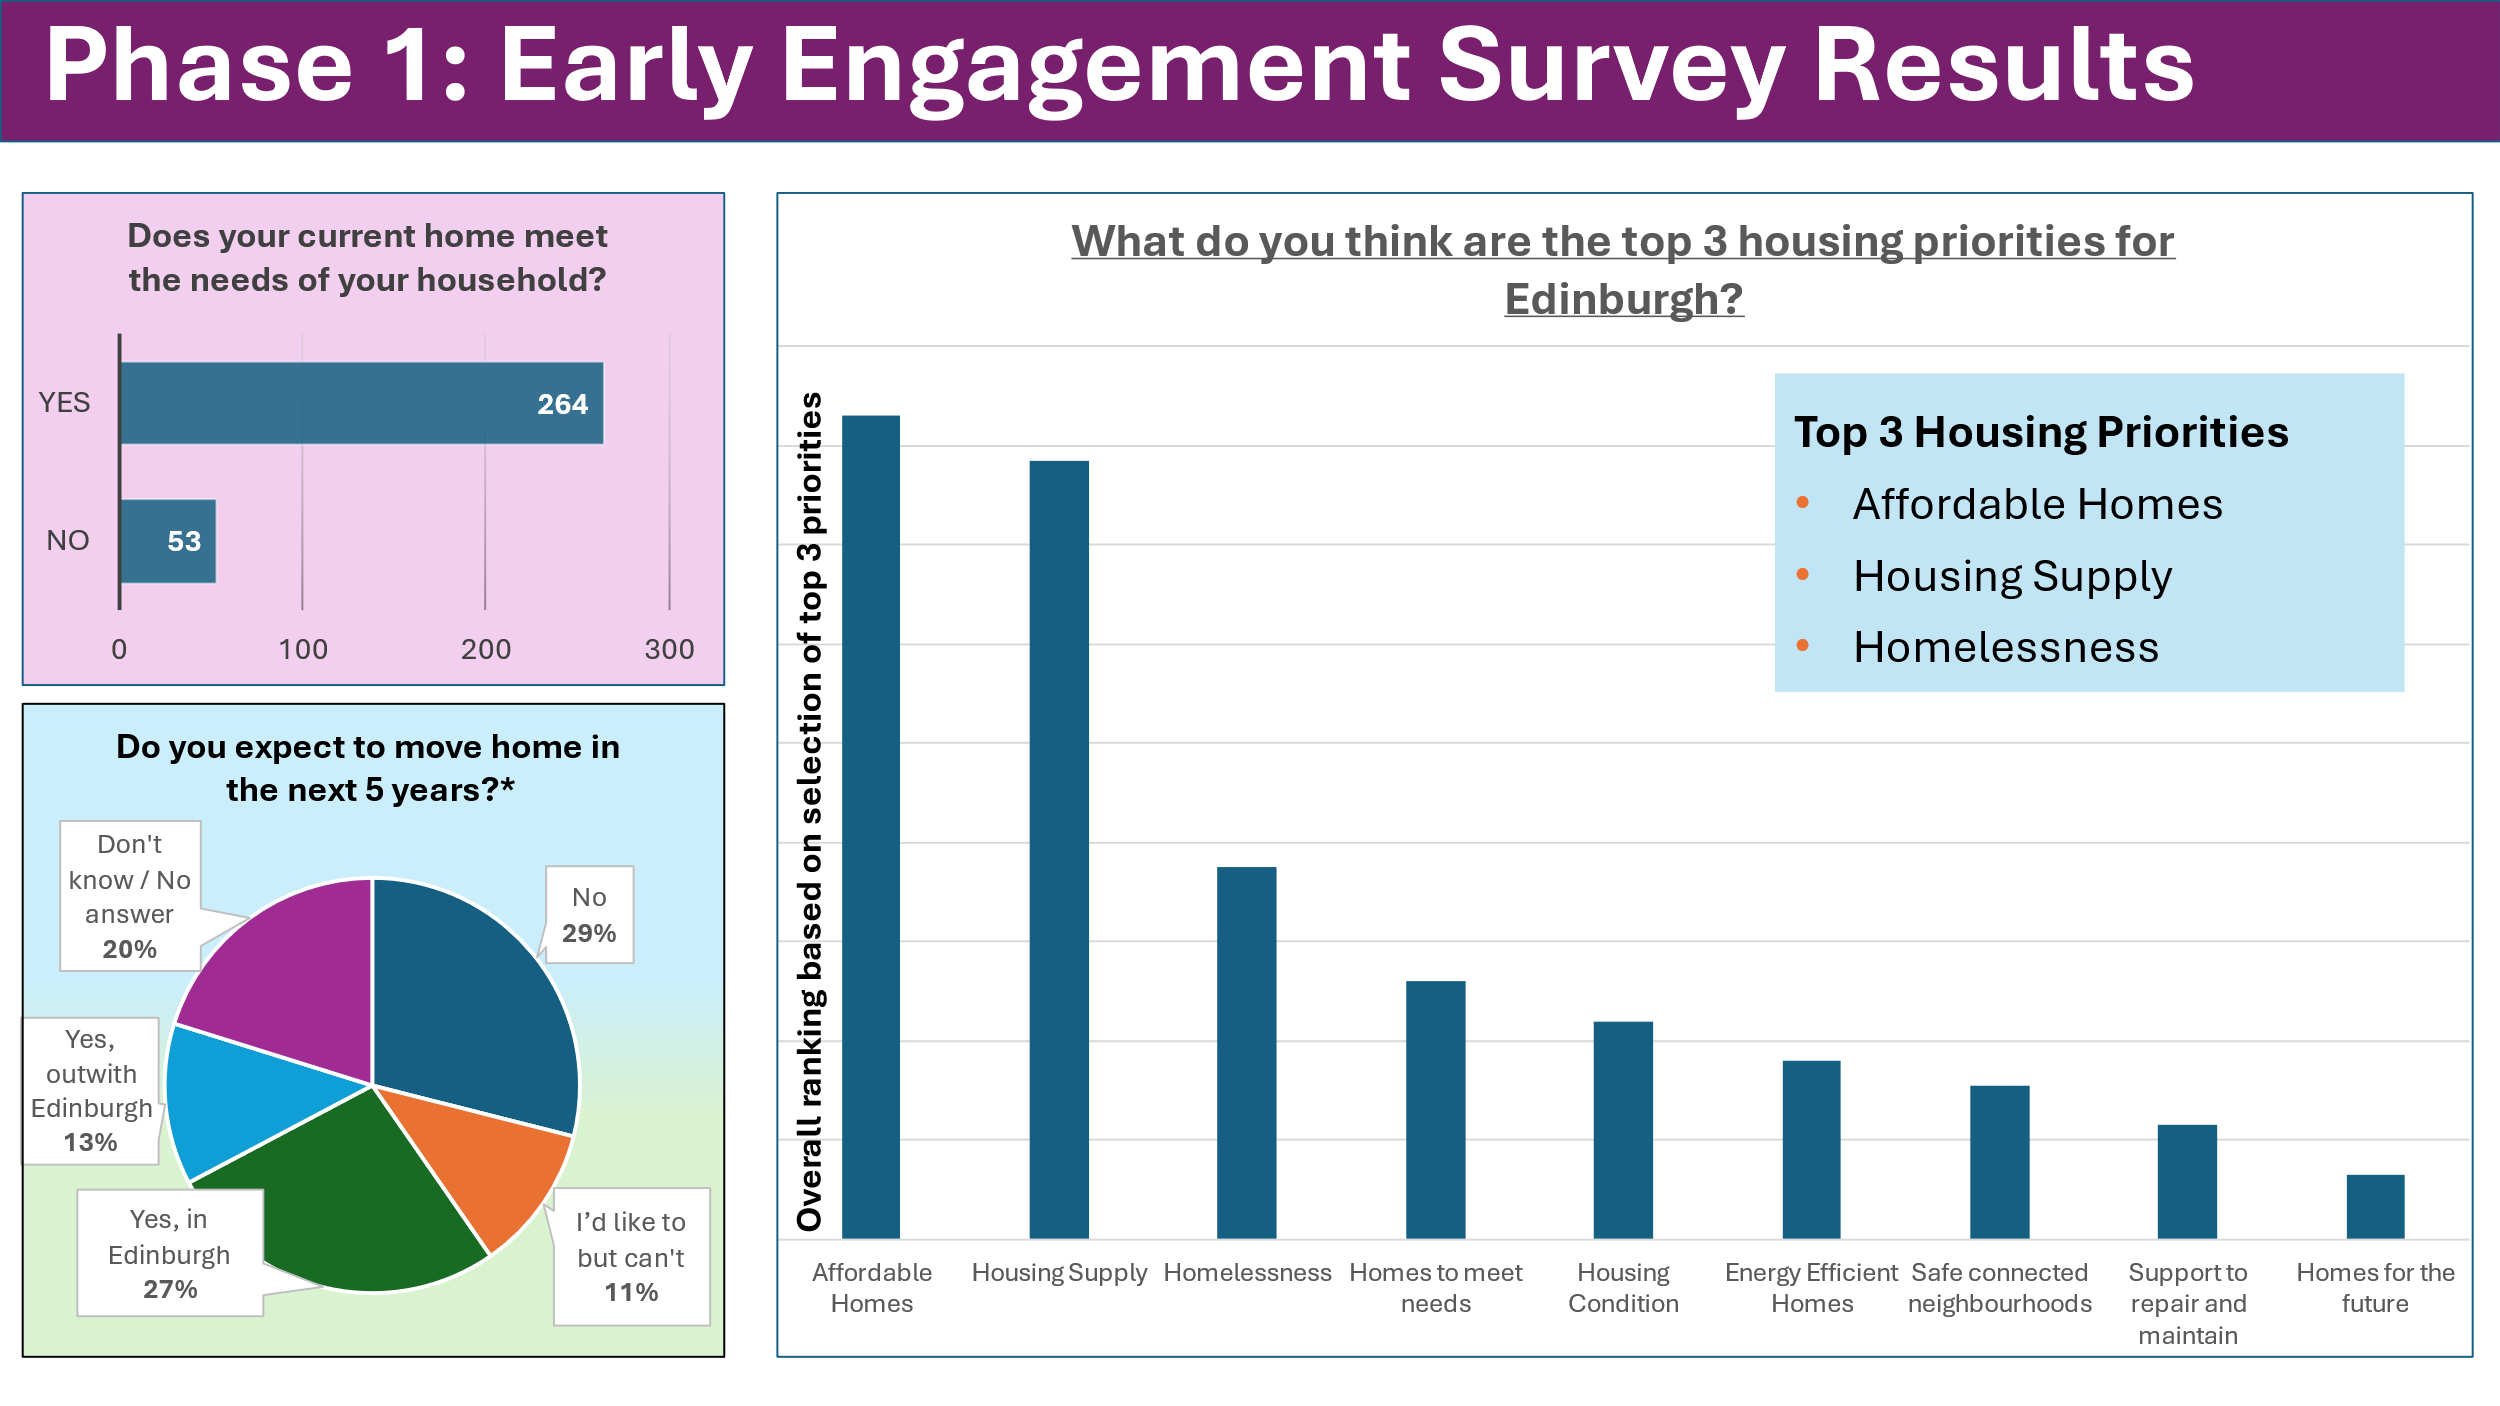 Phase 1: Early Engagement Survey Results
Does your current home meet
the needs of your household?
YES
264
NO
53
0
100
200
300
Do you expect to move home in
the next 5 years?*
Don't
know / No
answer
20%
No
29%
Yes,
outwith
Edinburgh
13%
Yes, in
Edinburgh
27%
I’d like to
but can't
11%
What do you think are the top 3 housing priorities for
Edinburgh?
Overall ranking based on selection of top 3 priorities
Top 3 Housing Priorities
• Affordable Homes
• Housing Supply
• Homelessness
Affordable
Homes
Housing Supply
Homelessness
Homes to meet
needs
Housing
Condition
Energy Efficient
Homes
Safe connected
neighbourhoods
Support to
repair and
maintain
Homes for the
future